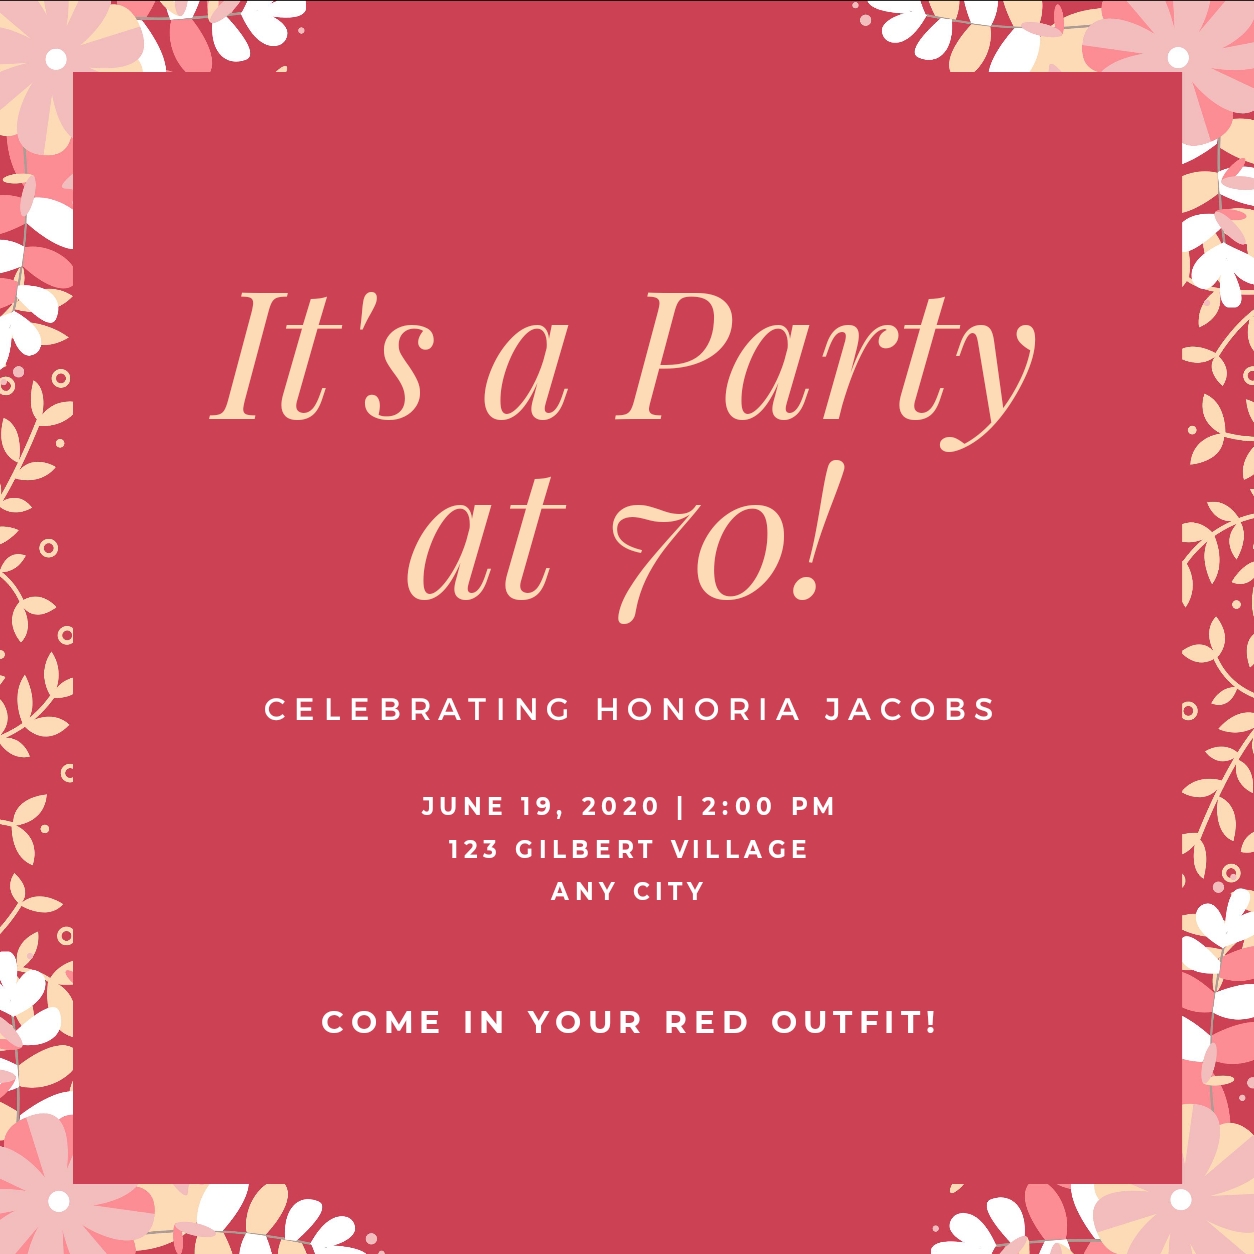 It's a Party
at 70!
CELEBRATING HONORIA JACOBS
JUNE 19, 2020 | 2:00 PM
123 GILBERT VILLAGE
ANY CITY
COME IN YOUR RED OUTFIT!